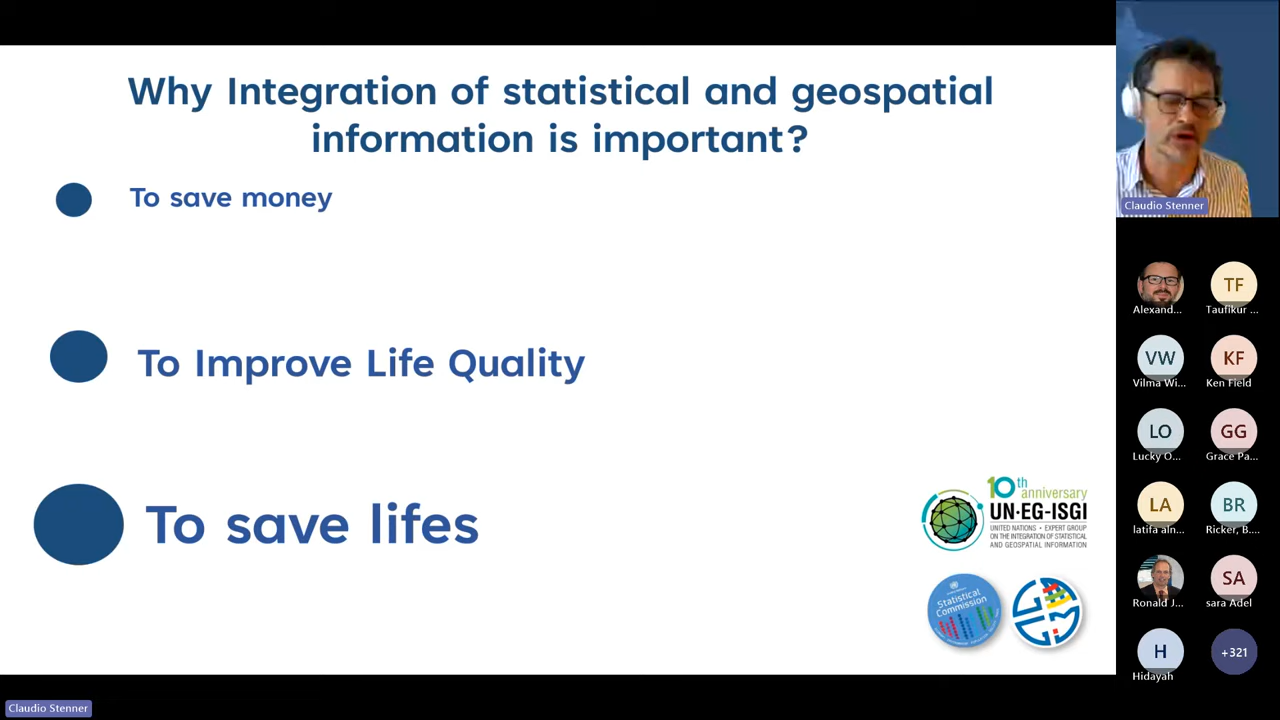 Why Integration of statistical and geospatial
information is important?
To save money
To Improve Life Quality
To save lifes
10th
anniversary
UN-EG-ISGI
UNITED NATIONS • EXPERT GROUP
ON THE INTEGRATION OF STATISTICAL
AND GEOSPATIAL INFORMATION
Statistical
Commission
Claudio Stenner
Alexand...
TF
Taufikur ...
VW
Vilma Wi...
KF
Ken Field
LO
Lucky O...
GG
Grace Pa...
LA
latifa aln...
BR
Ricker, B....
Ronald J...
SA
sara Adel
H
Hidayah
+321
Claudio Stenner